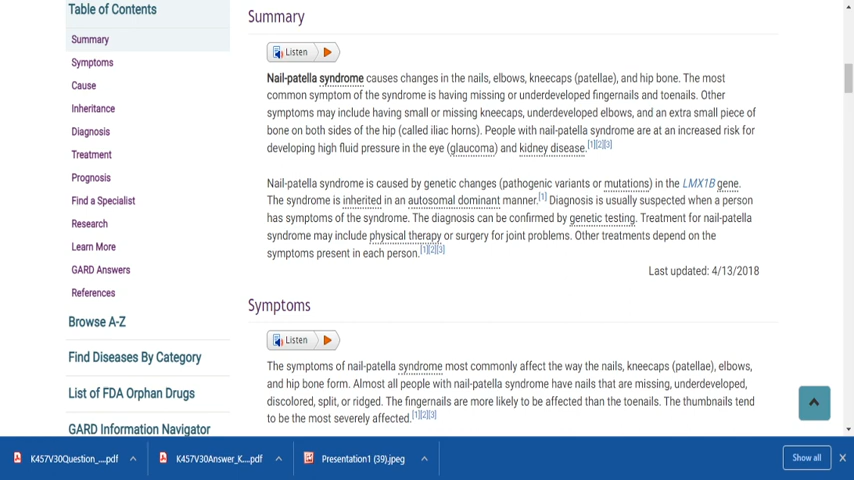 Table of Contents
Summary
Symptoms
Cause
Inheritance
Diagnosis
Treatment
Prognosis
Find a Specialist
Research
Learn More
GARD Answers
References
Browse A-Z
Find Diseases By Category
List of FDA Orphan Drugs
GARD Information Navigator
Summary
Listen
Nail-patella syndrome causes changes in the nails, elbows, kneecaps (patellae), and hip bone. The most
common symptom of the syndrome is having missing or underdeveloped fingernails and toenails. Other
symptoms may include having small or missing kneecaps, underdeveloped elbows, and an extra small piece of
bone on both sides of the hip (called iliac horns). People with nail-patella syndrome are at an increased risk for
developing high fluid pressure in the eye (glaucoma) and kidney disease.[1][2][3]
Nail-patella syndrome is caused by genetic changes (pathogenic variants or mutations) in the LMX1B gene.
The syndrome is inherited in an autosomal dominant manner.[1] Diagnosis is usually suspected when a person
has symptoms of the syndrome. The diagnosis can be confirmed by genetic testing. Treatment for nail-patella
syndrome may include physical therapy or surgery for joint problems. Other treatments depend on the
symptoms present in each person.[1][2][3]
Last updated: 4/13/2018
Symptoms
Listen
The symptoms of nail-patella syndrome most commonly affect the way the nails, kneecaps (patellae), elbows,
and hip bone form. Almost all people with nail-patella syndrome have nails that are missing, underdeveloped,
discolored, split, or ridged. The fingernails are more likely to be affected than the toenails. The thumbnails tend
to be the most severely affected.[1][2][3]
K457V30Question_....pdf
K457V30Answer_K....pdf
Presentation1 (39).jpeg
Show all